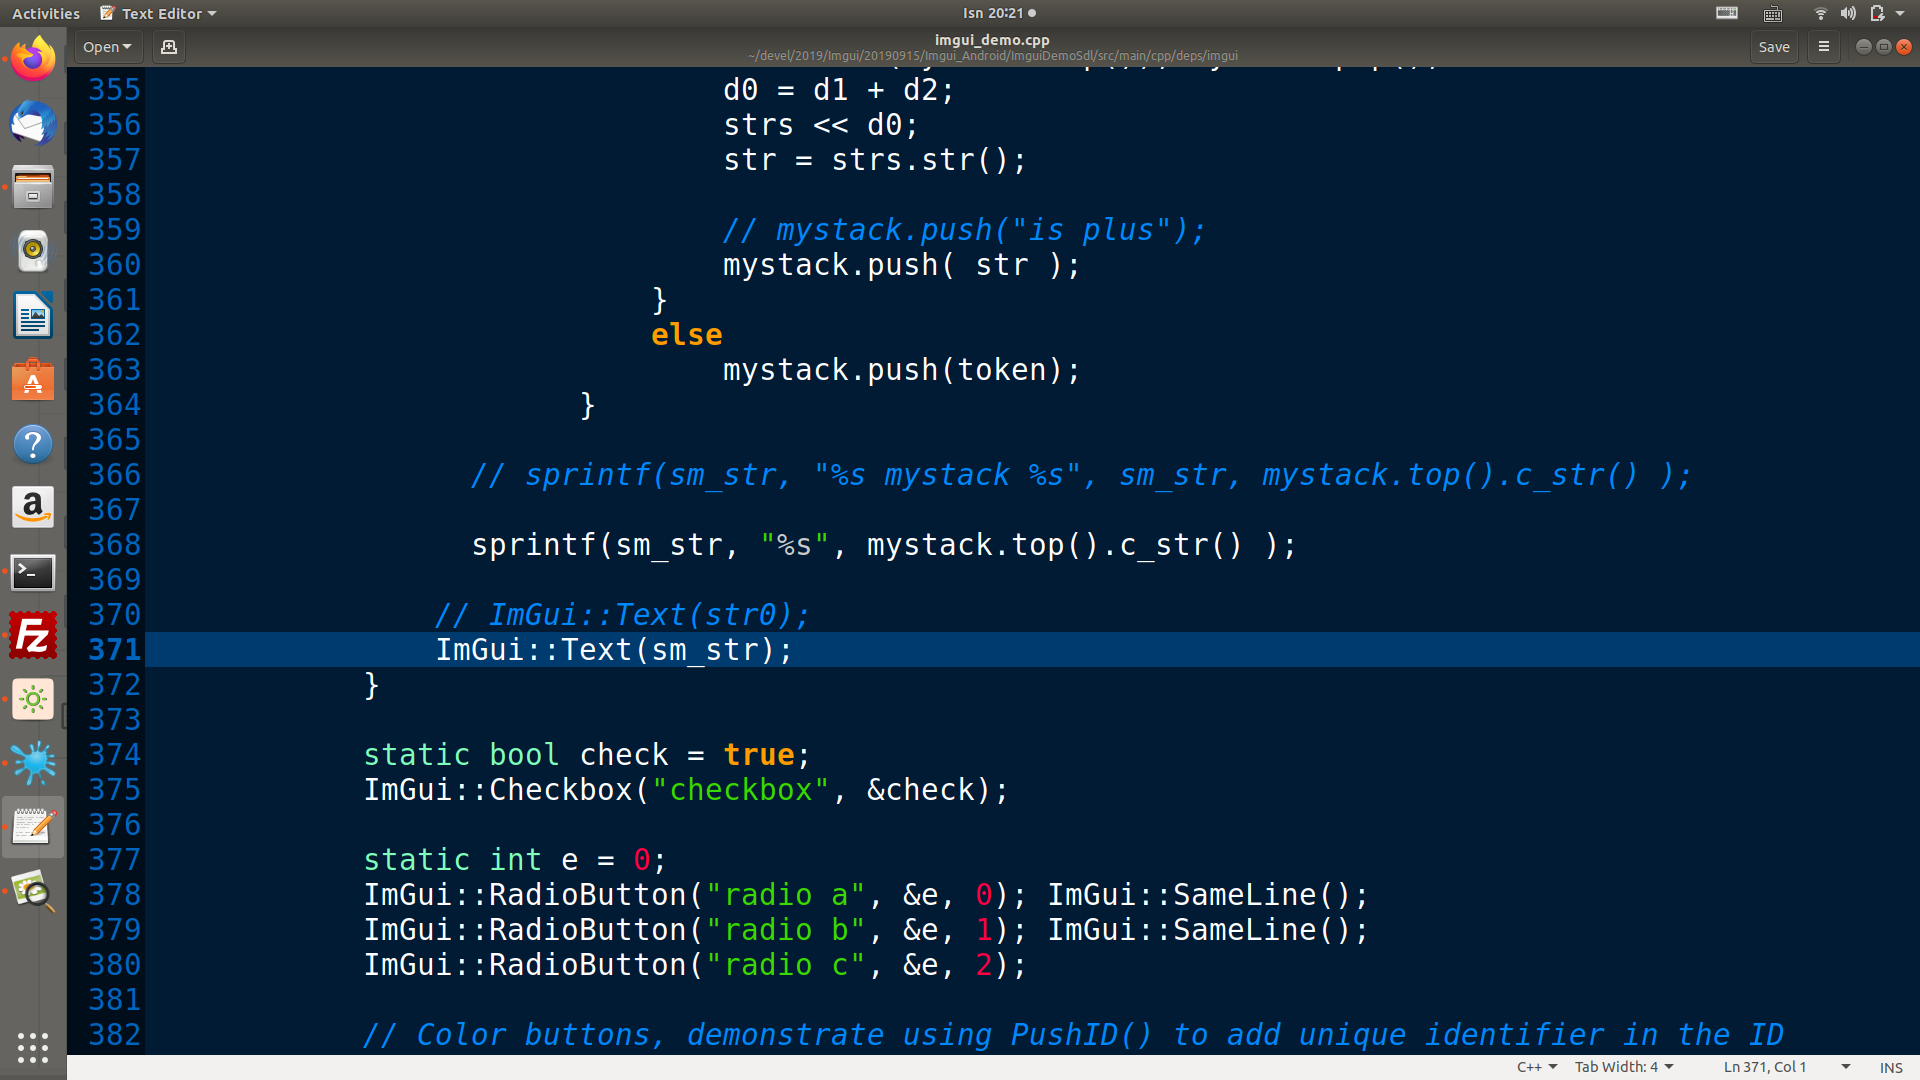 Activities Text Editor Isn 20:21
Open imgui_demo.cpp Save
~/devel/2019/Imgui/20190915/Imgui_Android/ImguiDemoSdl/src/main/cpp/deps/imgui
355 d0 = d1 + d2;
356 strs << d0;
357 str = strs.str();
358
359 // mystack.push("is plus");
360 mystack.push( str );
361 }
362 else
363 mystack.push(token);
364 }
365
366 // sprintf(sm_str, "%s mystack %s", sm_str, mystack.top().c_str() );
367
368 sprintf(sm_str, "%s", mystack.top().c_str() );
369
370 // ImGui::Text(str0);
371 ImGui::Text(sm_str);
372 }
373
374 static bool check = true;
375 ImGui::Checkbox("checkbox", &check);
376
377 static int e = 0;
378 ImGui::RadioButton("radio a", &e, 0); ImGui::SameLine();
379 ImGui::RadioButton("radio b", &e, 1); ImGui::SameLine();
380 ImGui::RadioButton("radio c", &e, 2);
381
382 // Color buttons, demonstrate using PushID() to add unique identifier in the ID
C++ Tab Width: 4 Ln 371, Col 1 INS